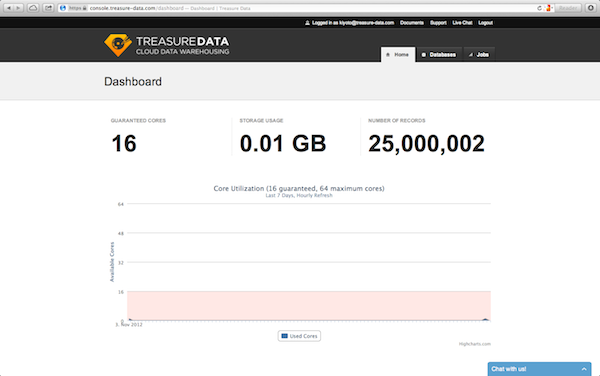 https console.treasure-data.com/dashboard — Dashboard | Treasure Data
Reader
Logged in as kiyoto@treasure-data.com Documents Support Live Chat Logout
TREASURE DATA
CLOUD DATA WAREHOUSING
Home Databases Jobs
Dashboard
GUARANTEED CORES STORAGE USAGE NUMBER OF RECORDS
16 0.01 GB 25,000,002
Core Utilization (16 guaranteed, 64 maximum cores)
Last 7 Days, Hourly Refresh
Available Cores
64
48
32
16
0
3. Nov 2012
Used Cores
Highcharts.com
Chat with us!